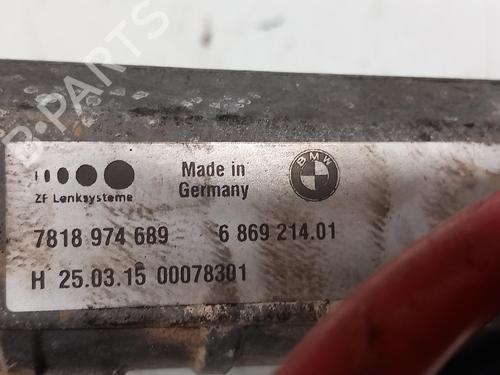 B-PARTS
Made in
Germany
BMW
ZF Lenksysteme
7818 974 689 6 869 214.01
H 25.03.15 00078301